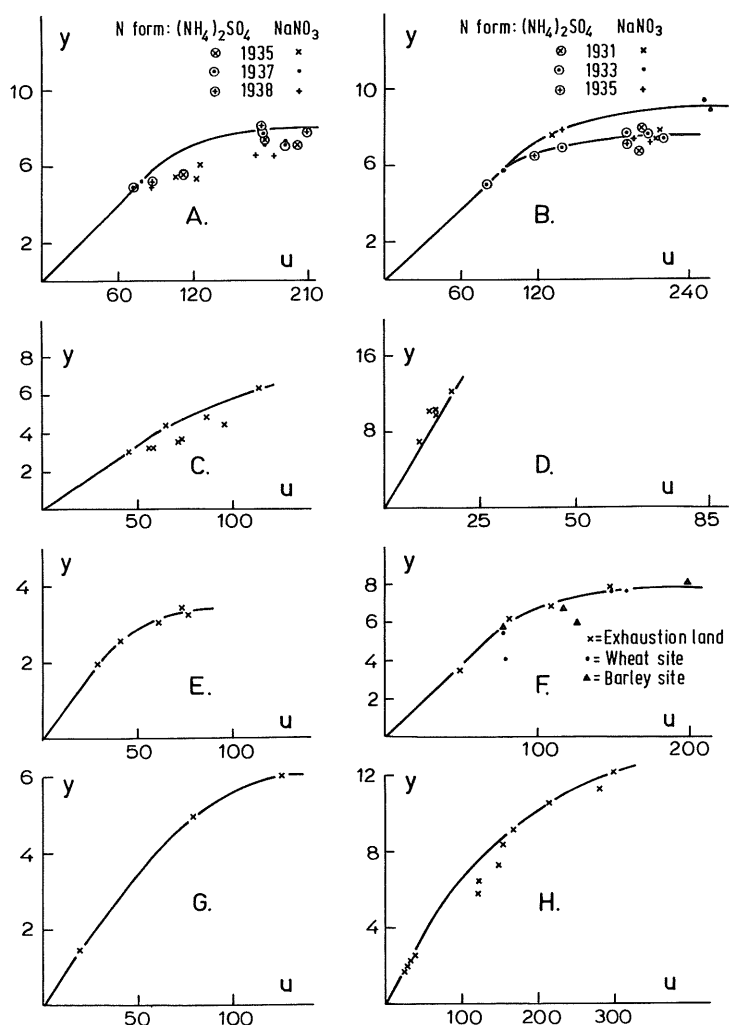 y
N form: (NH4)2SO4 NaNO3
⊗ 1935 ×
⊙ 1937 •
⊕ 1938 +
10
6
2
A.
u
60 120 210
y
N form: (NH4)2SO4 NaNO3
⊗ 1931 ×
⊙ 1933 •
⊕ 1935 +
10
6
2
B.
u
60 120 240
y
8
6
4
2
C.
u
50 100
y
16
8
D.
u
25 50 85
y
4
2
E.
u
50 100
y
8
6
4
2
×=Exhaustion land
•= Wheat site
▲= Barley site
F.
u
100 200
y
6
4
2
G.
u
50 100
y
12
8
4
H.
u
100 200 300